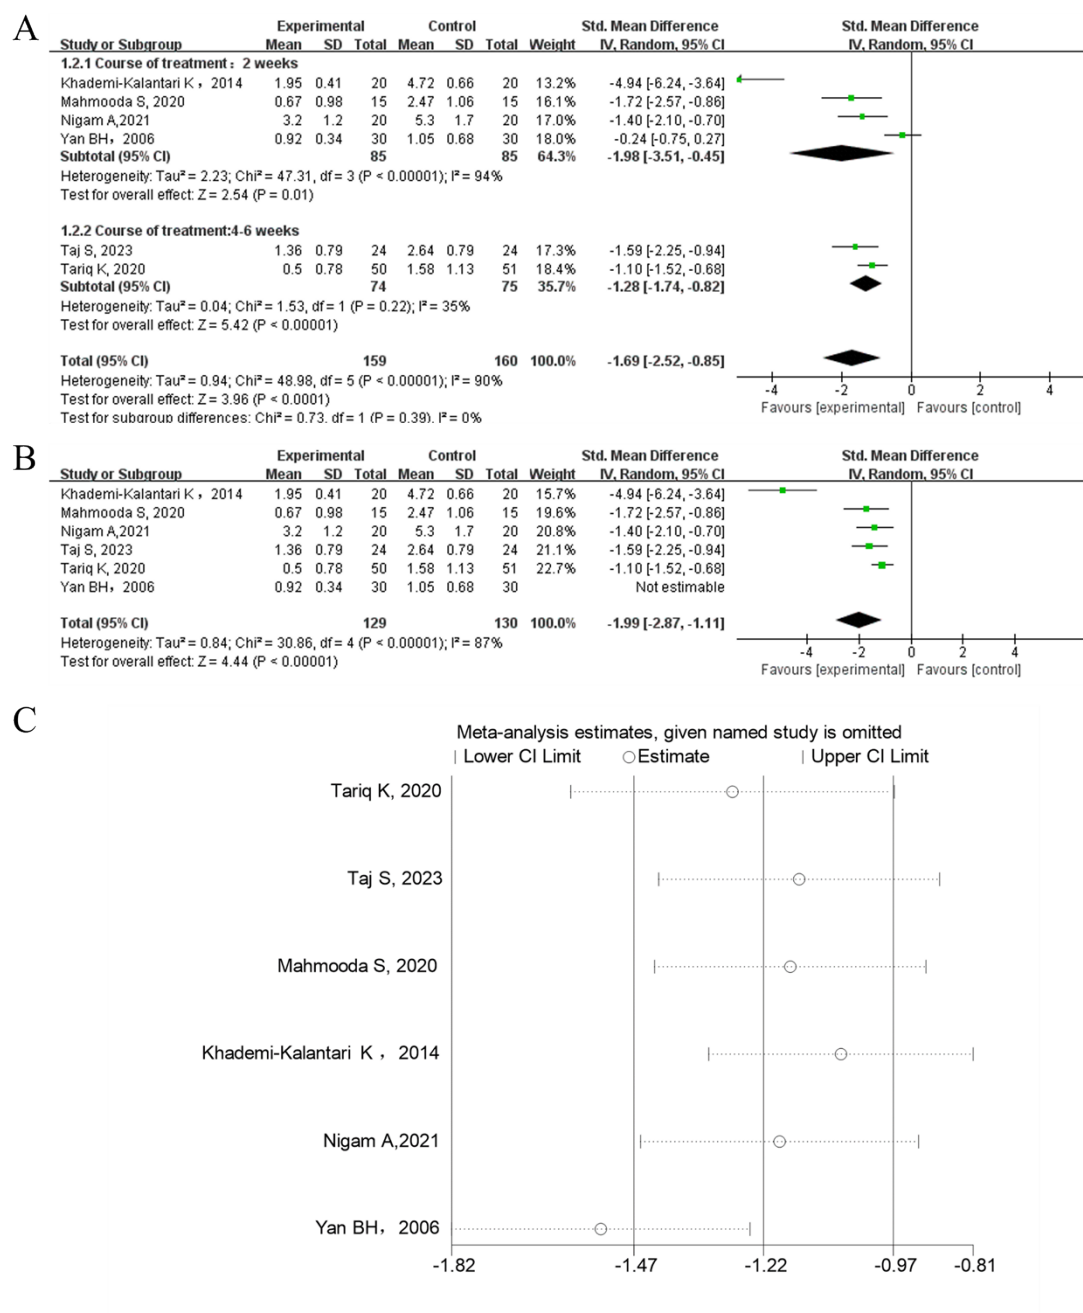 A
Experimental Control Std. Mean Difference Std. Mean Difference
Study or Subgroup Mean SD Total Mean SD Total Weight IV, Random, 95% CI IV, Random, 95% CI
1.2.1 Course of treatment：2 weeks
Khademi-Kalantari K，2014 1.95 0.41 20 4.72 0.66 20 13.2% -4.94 [-6.24, -3.64]
Mahmooda S, 2020 0.67 0.98 15 2.47 1.06 15 16.1% -1.72 [-2.57, -0.86]
Nigam A,2021 3.2 1.2 20 5.3 1.7 20 17.0% -1.40 [-2.10, -0.70]
Yan BH，2006 0.92 0.34 30 1.05 0.68 30 18.0% -0.24 [-0.75, 0.27]
Subtotal (95% CI) 85 85 64.3% -1.98 [-3.51, -0.45]
Heterogeneity: Tau² = 2.23; Chi² = 47.31, df = 3 (P < 0.00001); I² = 94%
Test for overall effect: Z = 2.54 (P = 0.01)
1.2.2 Course of treatment:4-6 weeks
Taj S, 2023 1.36 0.79 24 2.64 0.79 24 17.3% -1.59 [-2.25, -0.94]
Tariq K, 2020 0.5 0.78 50 1.58 1.13 51 18.4% -1.10 [-1.52, -0.68]
Subtotal (95% CI) 74 75 35.7% -1.28 [-1.74, -0.82]
Heterogeneity: Tau² = 0.04; Chi² = 1.53, df = 1 (P = 0.22); I² = 35%
Test for overall effect: Z = 5.42 (P < 0.00001)
Total (95% CI) 159 160 100.0% -1.69 [-2.52, -0.85]
Heterogeneity: Tau² = 0.94; Chi² = 48.98, df = 5 (P < 0.00001); I² = 90%
Test for overall effect: Z = 3.96 (P < 0.0001)
Test for subgroup differences: Chi² = 0.73, df = 1 (P = 0.39), I² = 0%
-4 -2 0 2 4
Favours [experimental] Favours [control]
B
Experimental Control Std. Mean Difference Std. Mean Difference
Study or Subgroup Mean SD Total Mean SD Total Weight IV, Random, 95% CI IV, Random, 95% CI
Khademi-Kalantari K，2014 1.95 0.41 20 4.72 0.66 20 15.7% -4.94 [-6.24, -3.64]
Mahmooda S, 2020 0.67 0.98 15 2.47 1.06 15 19.6% -1.72 [-2.57, -0.86]
Nigam A,2021 3.2 1.2 20 5.3 1.7 20 20.8% -1.40 [-2.10, -0.70]
Taj S, 2023 1.36 0.79 24 2.64 0.79 24 21.1% -1.59 [-2.25, -0.94]
Tariq K, 2020 0.5 0.78 50 1.58 1.13 51 22.7% -1.10 [-1.52, -0.68]
Yan BH，2006 0.92 0.34 30 1.05 0.68 30 Not estimable
Total (95% CI) 129 130 100.0% -1.99 [-2.87, -1.11]
Heterogeneity: Tau² = 0.84; Chi² = 30.86, df = 4 (P < 0.00001); I² = 87%
Test for overall effect: Z = 4.44 (P < 0.00001)
-4 -2 0 2 4
Favours [experimental] Favours [control]
C
Meta-analysis estimates, given named study is omitted
Lower CI Limit Estimate Upper CI Limit
Tariq K, 2020
Taj S, 2023
Mahmooda S, 2020
Khademi-Kalantari K，2014
Nigam A,2021
Yan BH，2006
-1.82 -1.47 -1.22 -0.97 -0.81